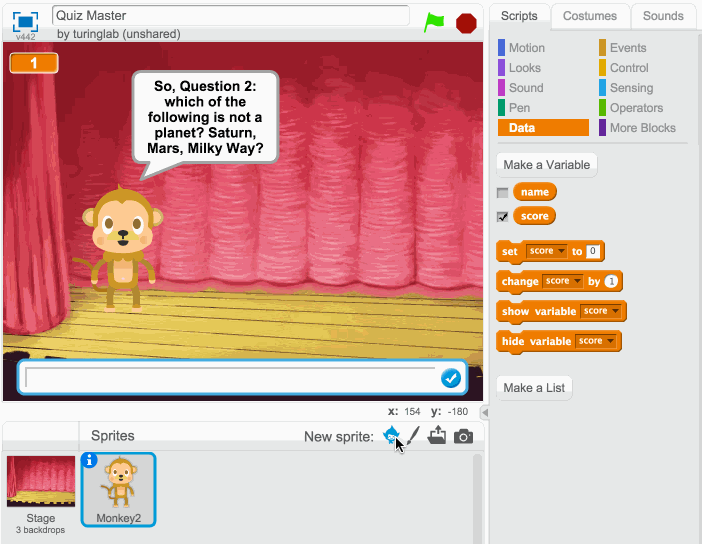 Quiz Master
v442
by turinglab (unshared)
1
So, Question 2:
which of the
following is not a
planet? Saturn,
Mars, Milky Way?
x: 154 y: -180
Sprites
New sprite:
Stage
3 backdrops
Monkey2
Scripts
Costumes
Sounds
Motion
Events
Looks
Control
Sound
Sensing
Pen
Operators
Data
More Blocks
Make a Variable
name
score
set score to 0
change score by 1
show variable score
hide variable score
Make a List